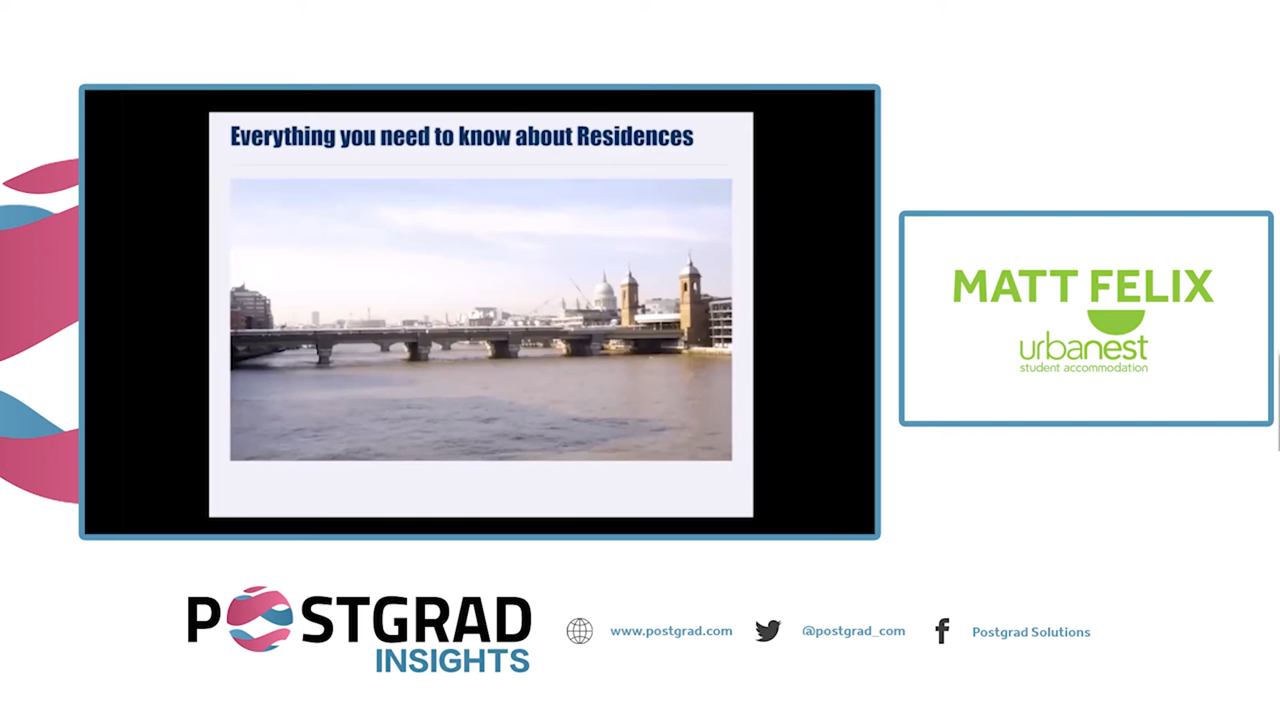 Everything you need to know about Residences
MATT FELIX
urbanest
student accommodation
POSTGRAD
INSIGHTS
www.postgrad.com
@postgrad_com
Postgrad Solutions